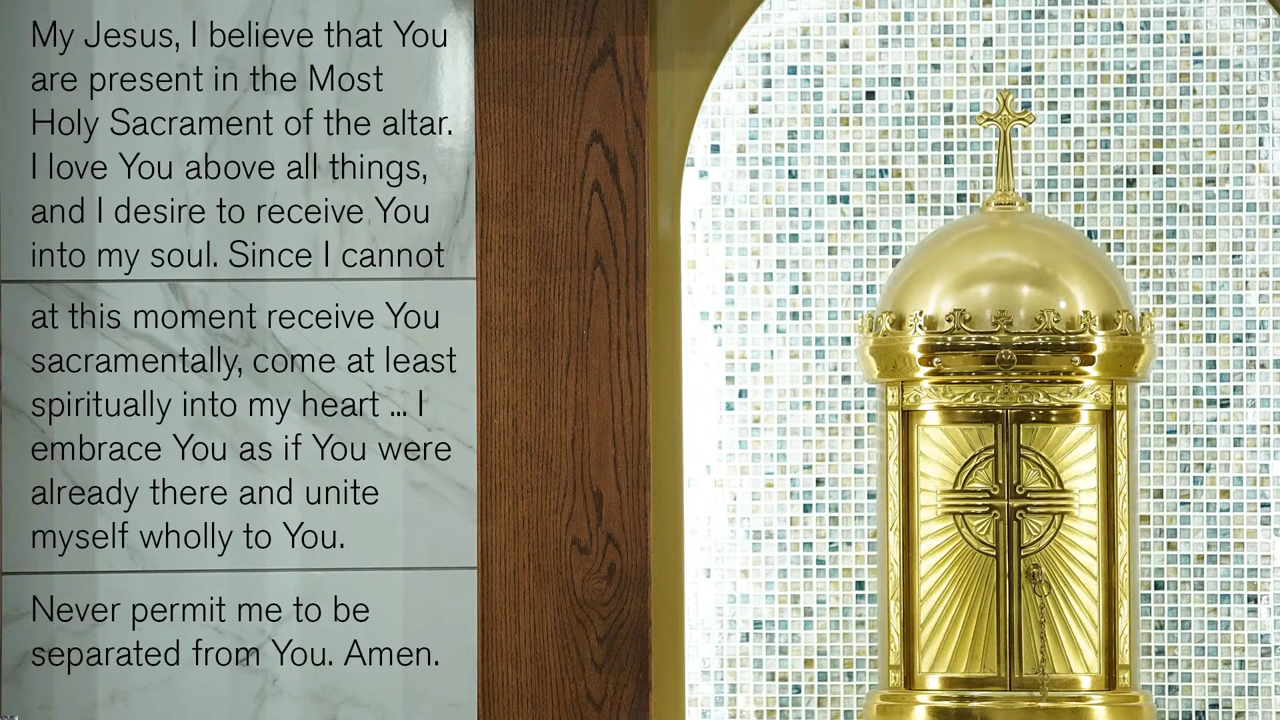 My Jesus, I believe that You
are present in the Most
Holy Sacrament of the altar.
I love You above all things,
and I desire to receive You
into my soul. Since I cannot
at this moment receive You
sacramentally, come at least
spiritually into my heart ... I
embrace You as if You were
already there and unite
myself wholly to You.
Never permit me to be
separated from You. Amen.